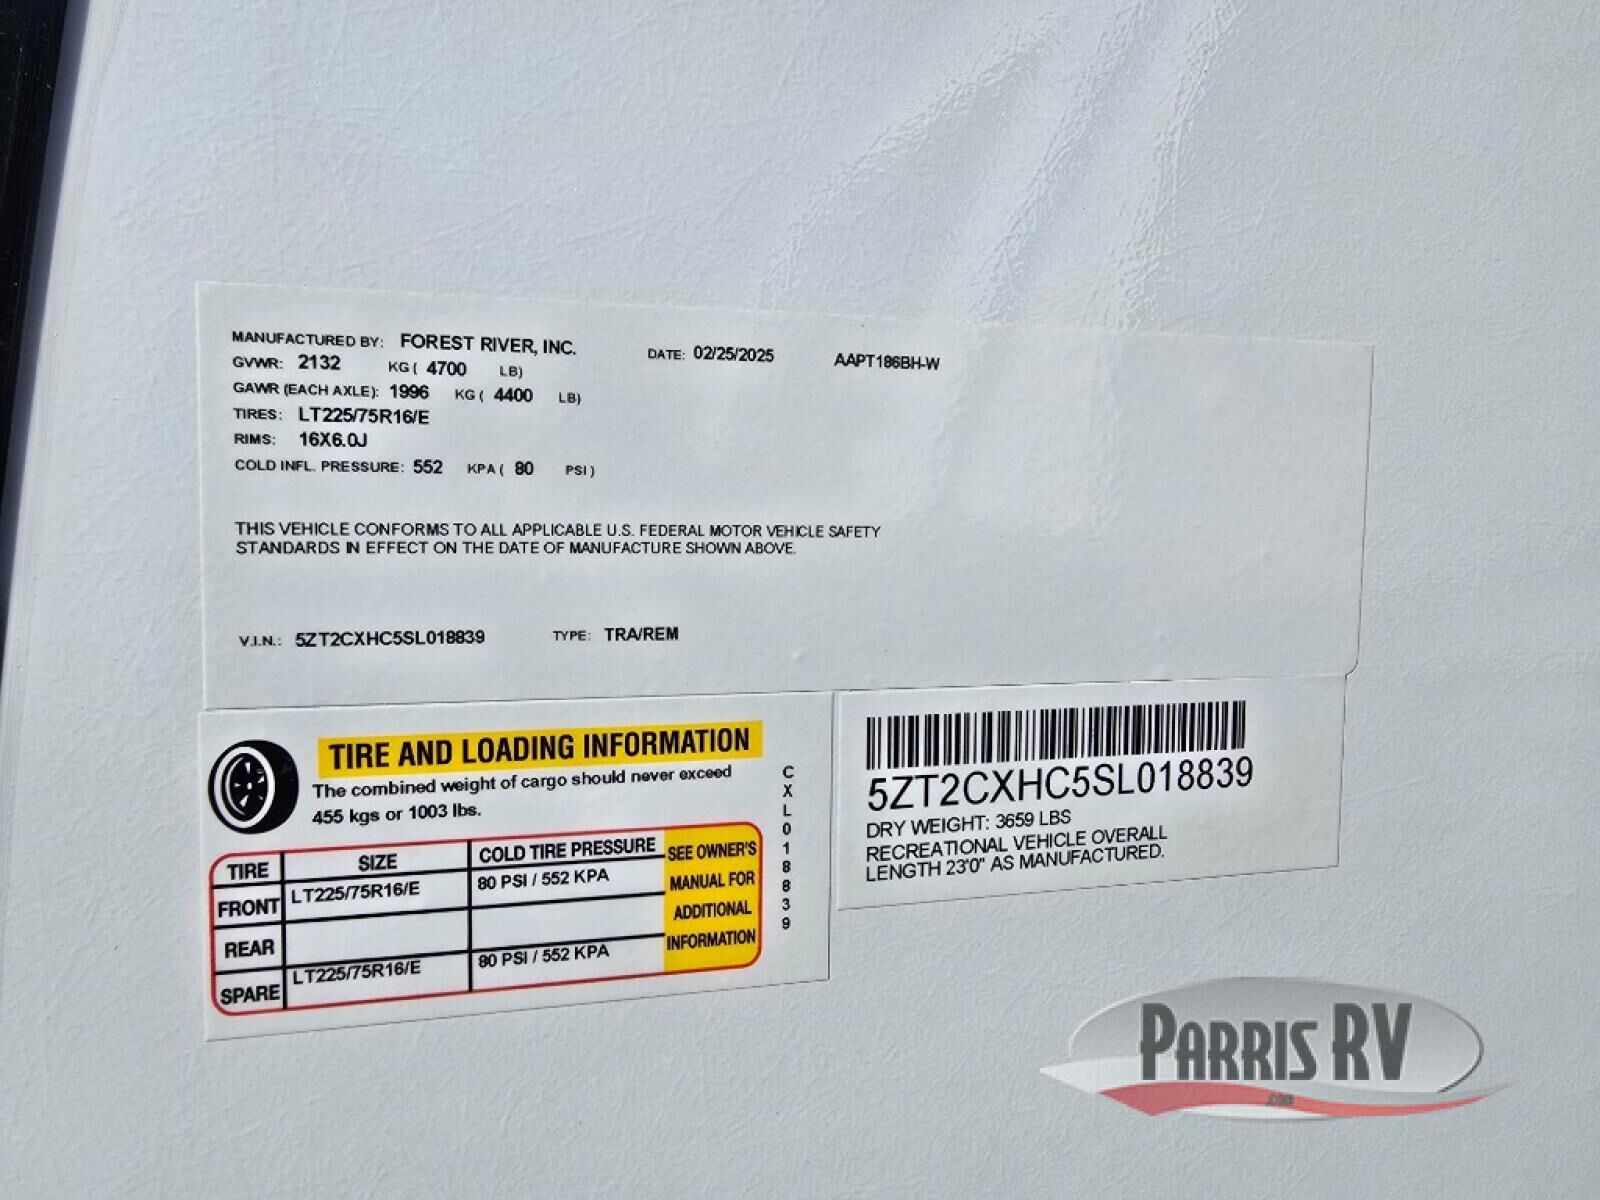 MANUFACTURED BY: FOREST RIVER, INC. DATE: 02/25/2025 AAPT186BH-W
GVWR: 2132 KG ( 4700 LB)
GAWR (EACH AXLE): 1996 KG ( 4400 LB)
TIRES: LT225/75R16/E
RIMS: 16X6.0J
COLD INFL. PRESSURE: 552 KPA ( 80 PSI )
THIS VEHICLE CONFORMS TO ALL APPLICABLE U.S. FEDERAL MOTOR VEHICLE SAFETY
STANDARDS IN EFFECT ON THE DATE OF MANUFACTURE SHOWN ABOVE.
V.I.N.: 5ZT2CXHC5SL018839 TYPE: TRA/REM
TIRE AND LOADING INFORMATION
The combined weight of cargo should never exceed
455 kgs or 1003 lbs.
TIRE SIZE COLD TIRE PRESSURE
FRONT LT225/75R16/E 80 PSI / 552 KPA
REAR
SPARE LT225/75R16/E 80 PSI / 552 KPA
SEE OWNER'S
MANUAL FOR
ADDITIONAL
INFORMATION
CXL018839
5ZT2CXHC5SL018839
DRY WEIGHT: 3659 LBS
RECREATIONAL VEHICLE OVERALL
LENGTH 23'0" AS MANUFACTURED.
PARRIS RV
.com